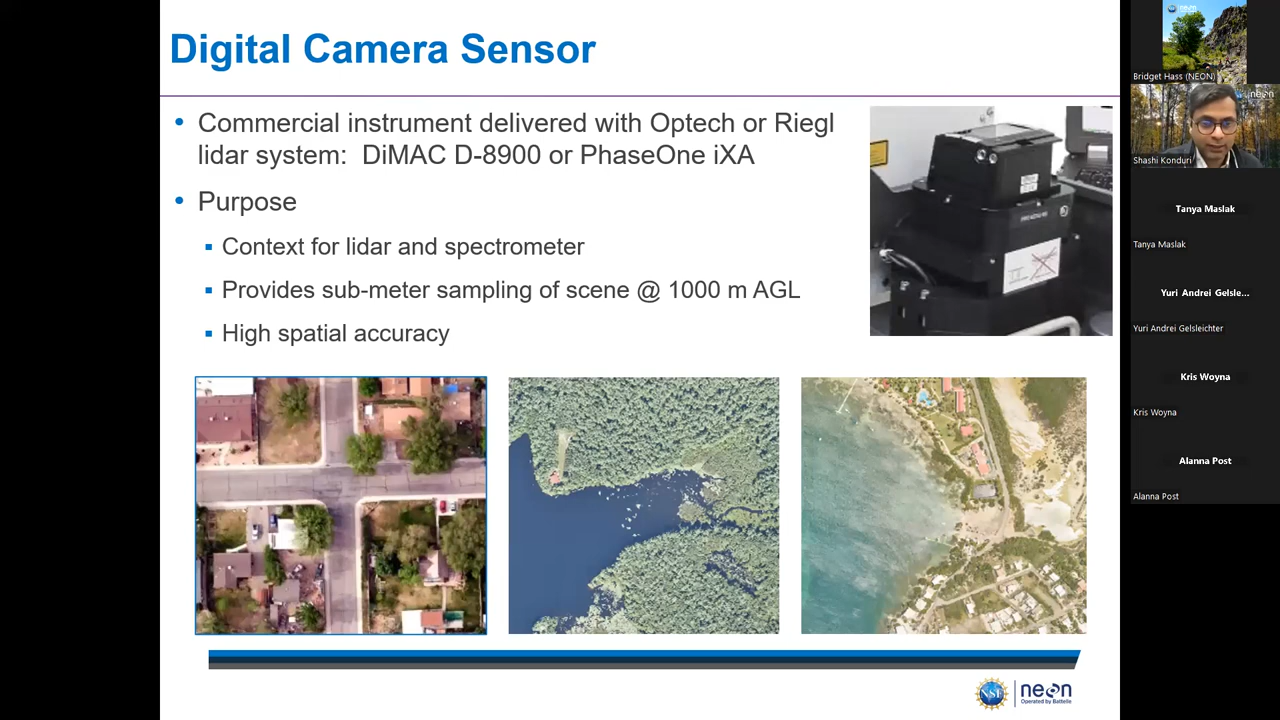 Digital Camera Sensor
• Commercial instrument delivered with Optech or Riegl
lidar system: DiMAC D-8900 or PhaseOne iXA
• Purpose
▪ Context for lidar and spectrometer
▪ Provides sub-meter sampling of scene @ 1000 m AGL
▪ High spatial accuracy
NSF
neon
Operated by Battelle
Bridget Hass (NEON)
neon
Shashi Konduri
Tanya Maslak
Tanya Maslak
Yuri Andrei Gelsle...
Yuri Andrei Gelsleichter
Kris Woyna
Kris Woyna
Alanna Post
Alanna Post